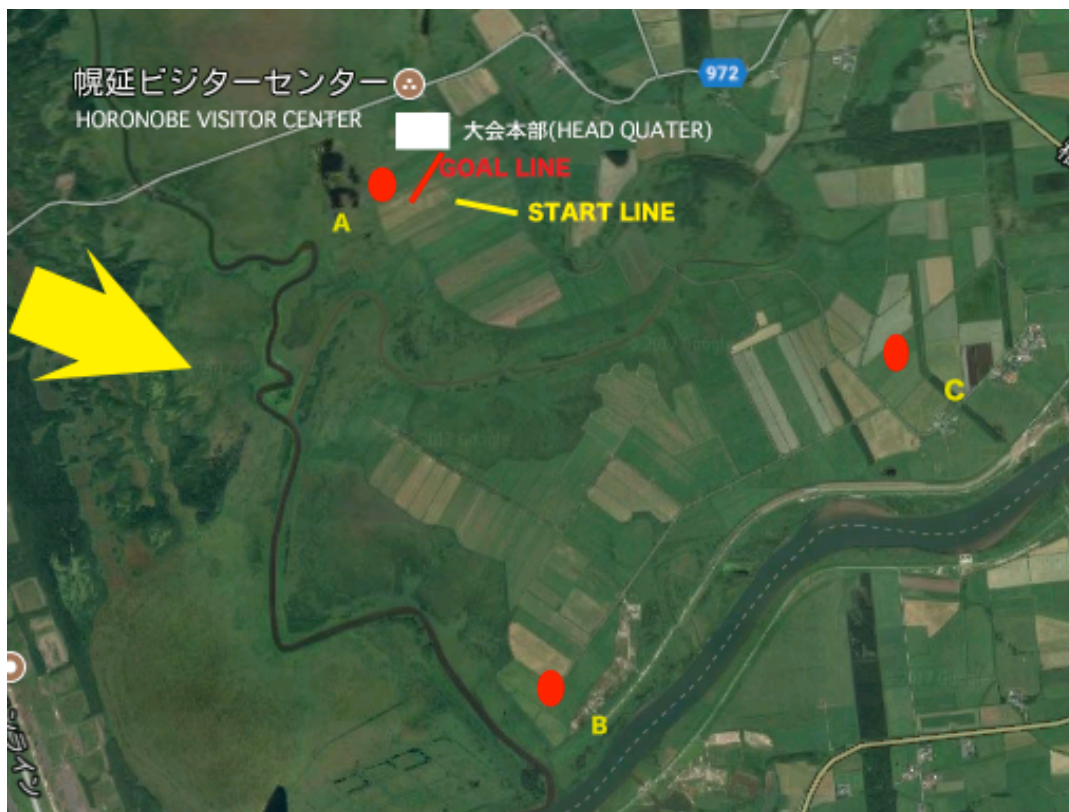 972
幌延ビジターセンター
HORONOBE VISITOR CENTER
大会本部(HEAD QUATER)
GOAL LINE
A
START LINE
C
B